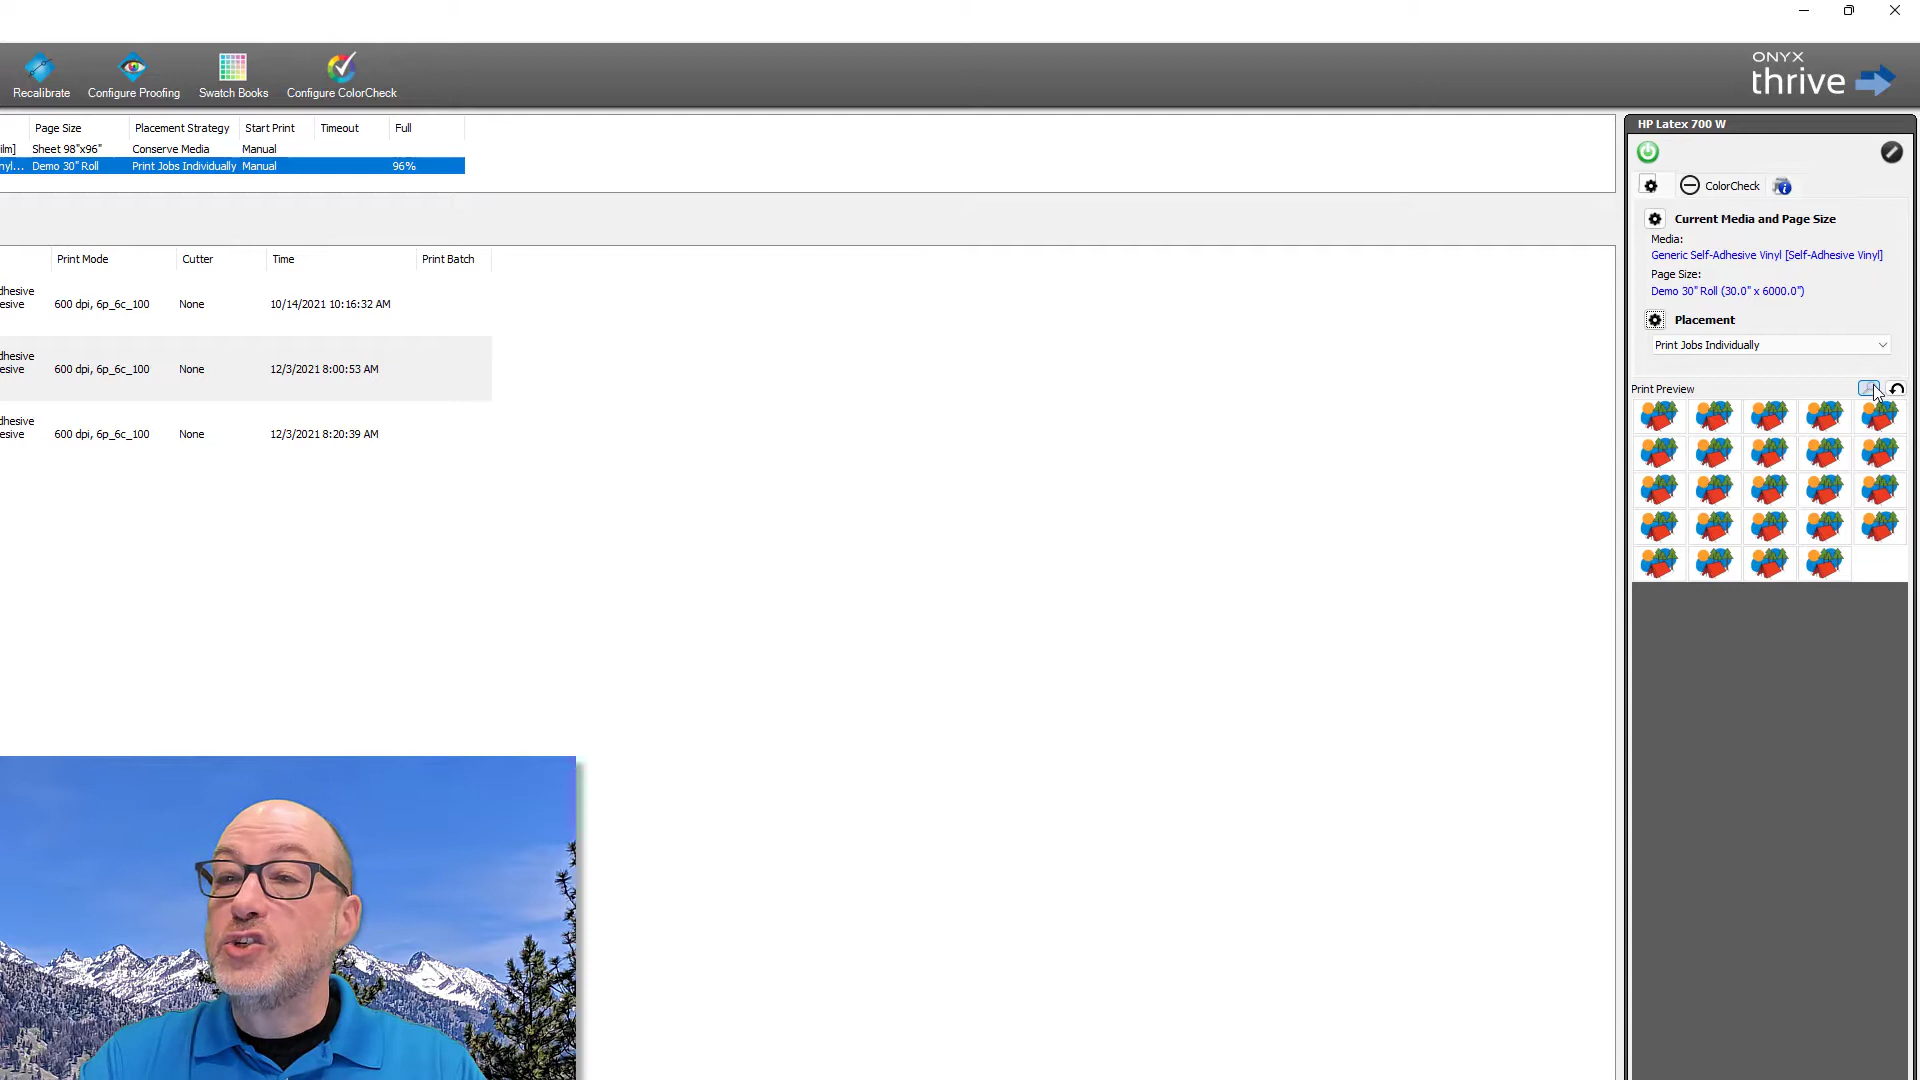 Recalibrate Configure Proofing Swatch Books Configure ColorCheck
ONYX
thrive
Page Size Placement Strategy Start Print Timeout Full
ilm] Sheet 98"x96" Conserve Media Manual
nyl... Demo 30" Roll Print Jobs Individually Manual 96%
Print Mode Cutter Time Print Batch
dhesive
esive 600 dpi, 6p_6c_100 None 10/14/2021 10:16:32 AM
dhesive
esive 600 dpi, 6p_6c_100 None 12/3/2021 8:00:53 AM
dhesive
esive 600 dpi, 6p_6c_100 None 12/3/2021 8:20:39 AM
HP Latex 700 W
ColorCheck
Current Media and Page Size
Media:
Generic Self-Adhesive Vinyl [Self-Adhesive Vinyl]
Page Size:
Demo 30" Roll (30.0" x 6000.0")
Placement
Print Jobs Individually
Print Preview